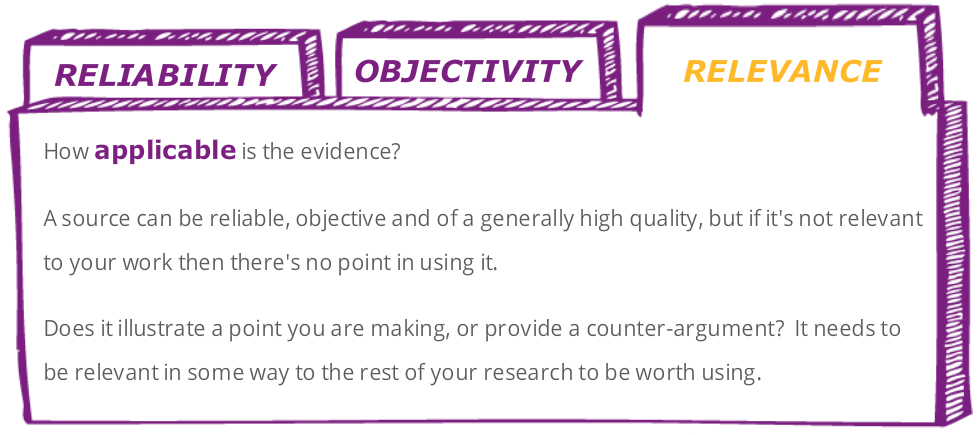 RELIABILITY OBJECTIVITY RELEVANCE
How applicable is the evidence?
A source can be reliable, objective and of a generally high quality, but if it's not relevant
to your work then there's no point in using it.
Does it illustrate a point you are making, or provide a counter-argument?  It needs to
be relevant in some way to the rest of your research to be worth using.